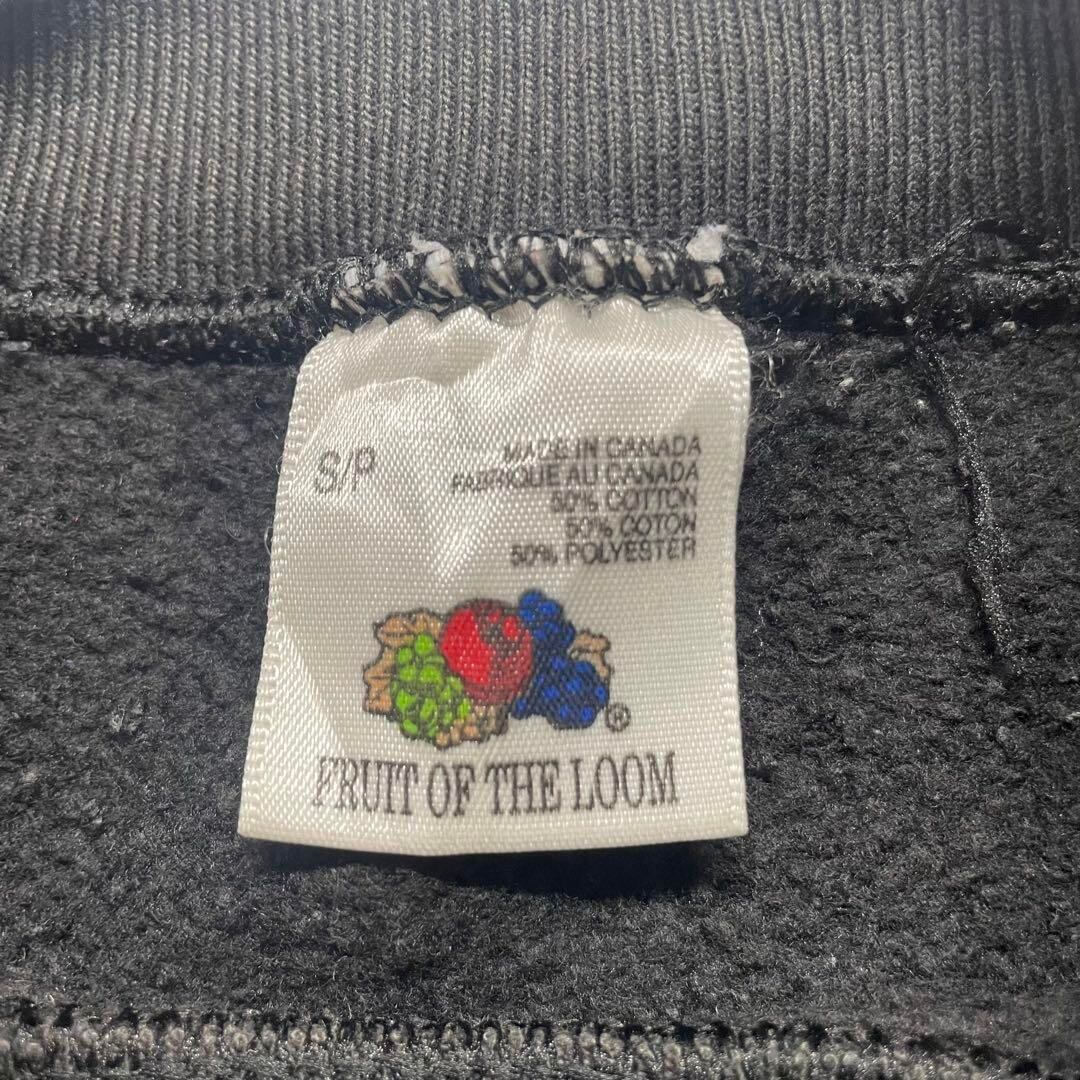 S/P
MADE IN CANADA
FABRIQUE AU CANADA
50% COTTON
50% COTON
50% POLYESTER
®
FRUIT OF THE LOOM